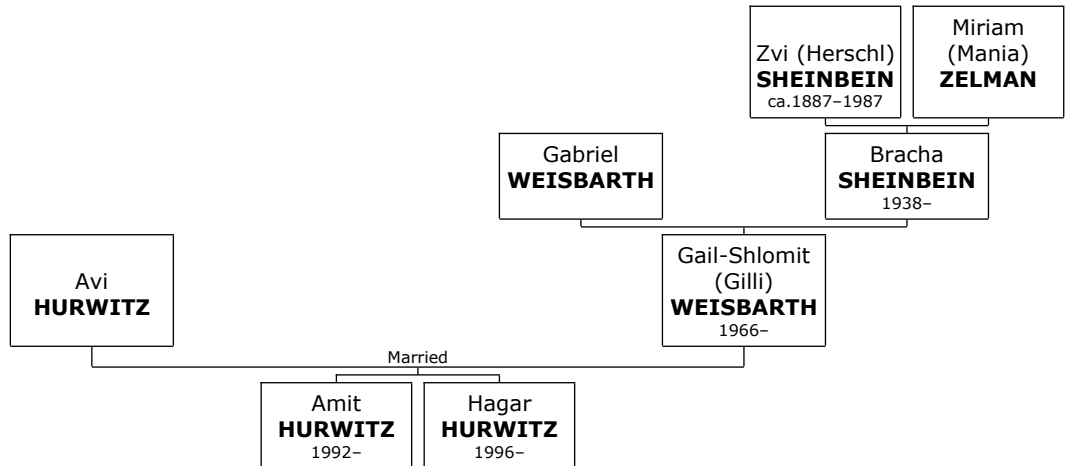 Zvi (Herschl)
SHEINBEIN
ca.1887–1987
Miriam
(Mania)
ZELMAN
Gabriel
WEISBARTH
Bracha
SHEINBEIN
1938–
Avi
HURWITZ
Gail-Shlomit
(Gilli)
WEISBARTH
1966–
Married
Amit
HURWITZ
1992–
Hagar
HURWITZ
1996–